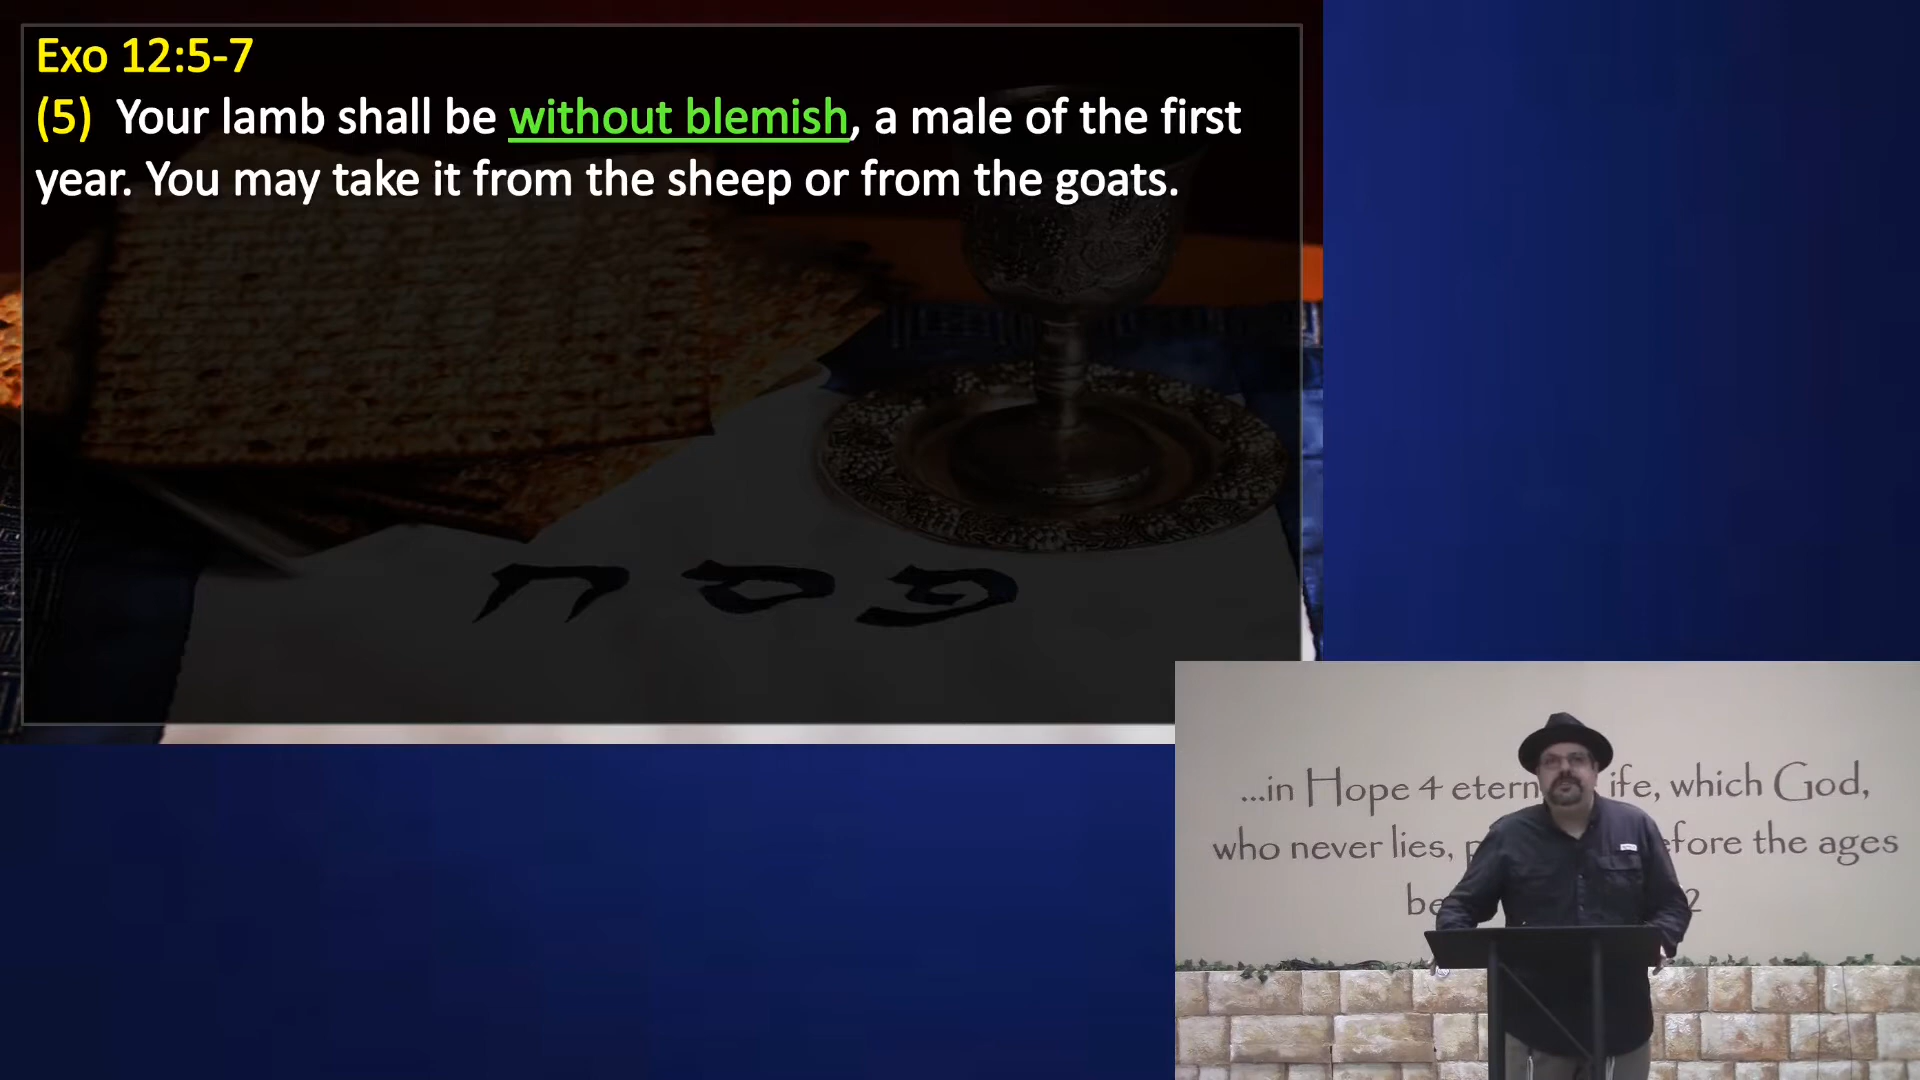 Exo 12:5-7
(5) Your lamb shall be without blemish, a male of the first
year. You may take it from the sheep or from the goats.
פסח
...in Hope 4 ife, which God,
who never lies, the ages
2